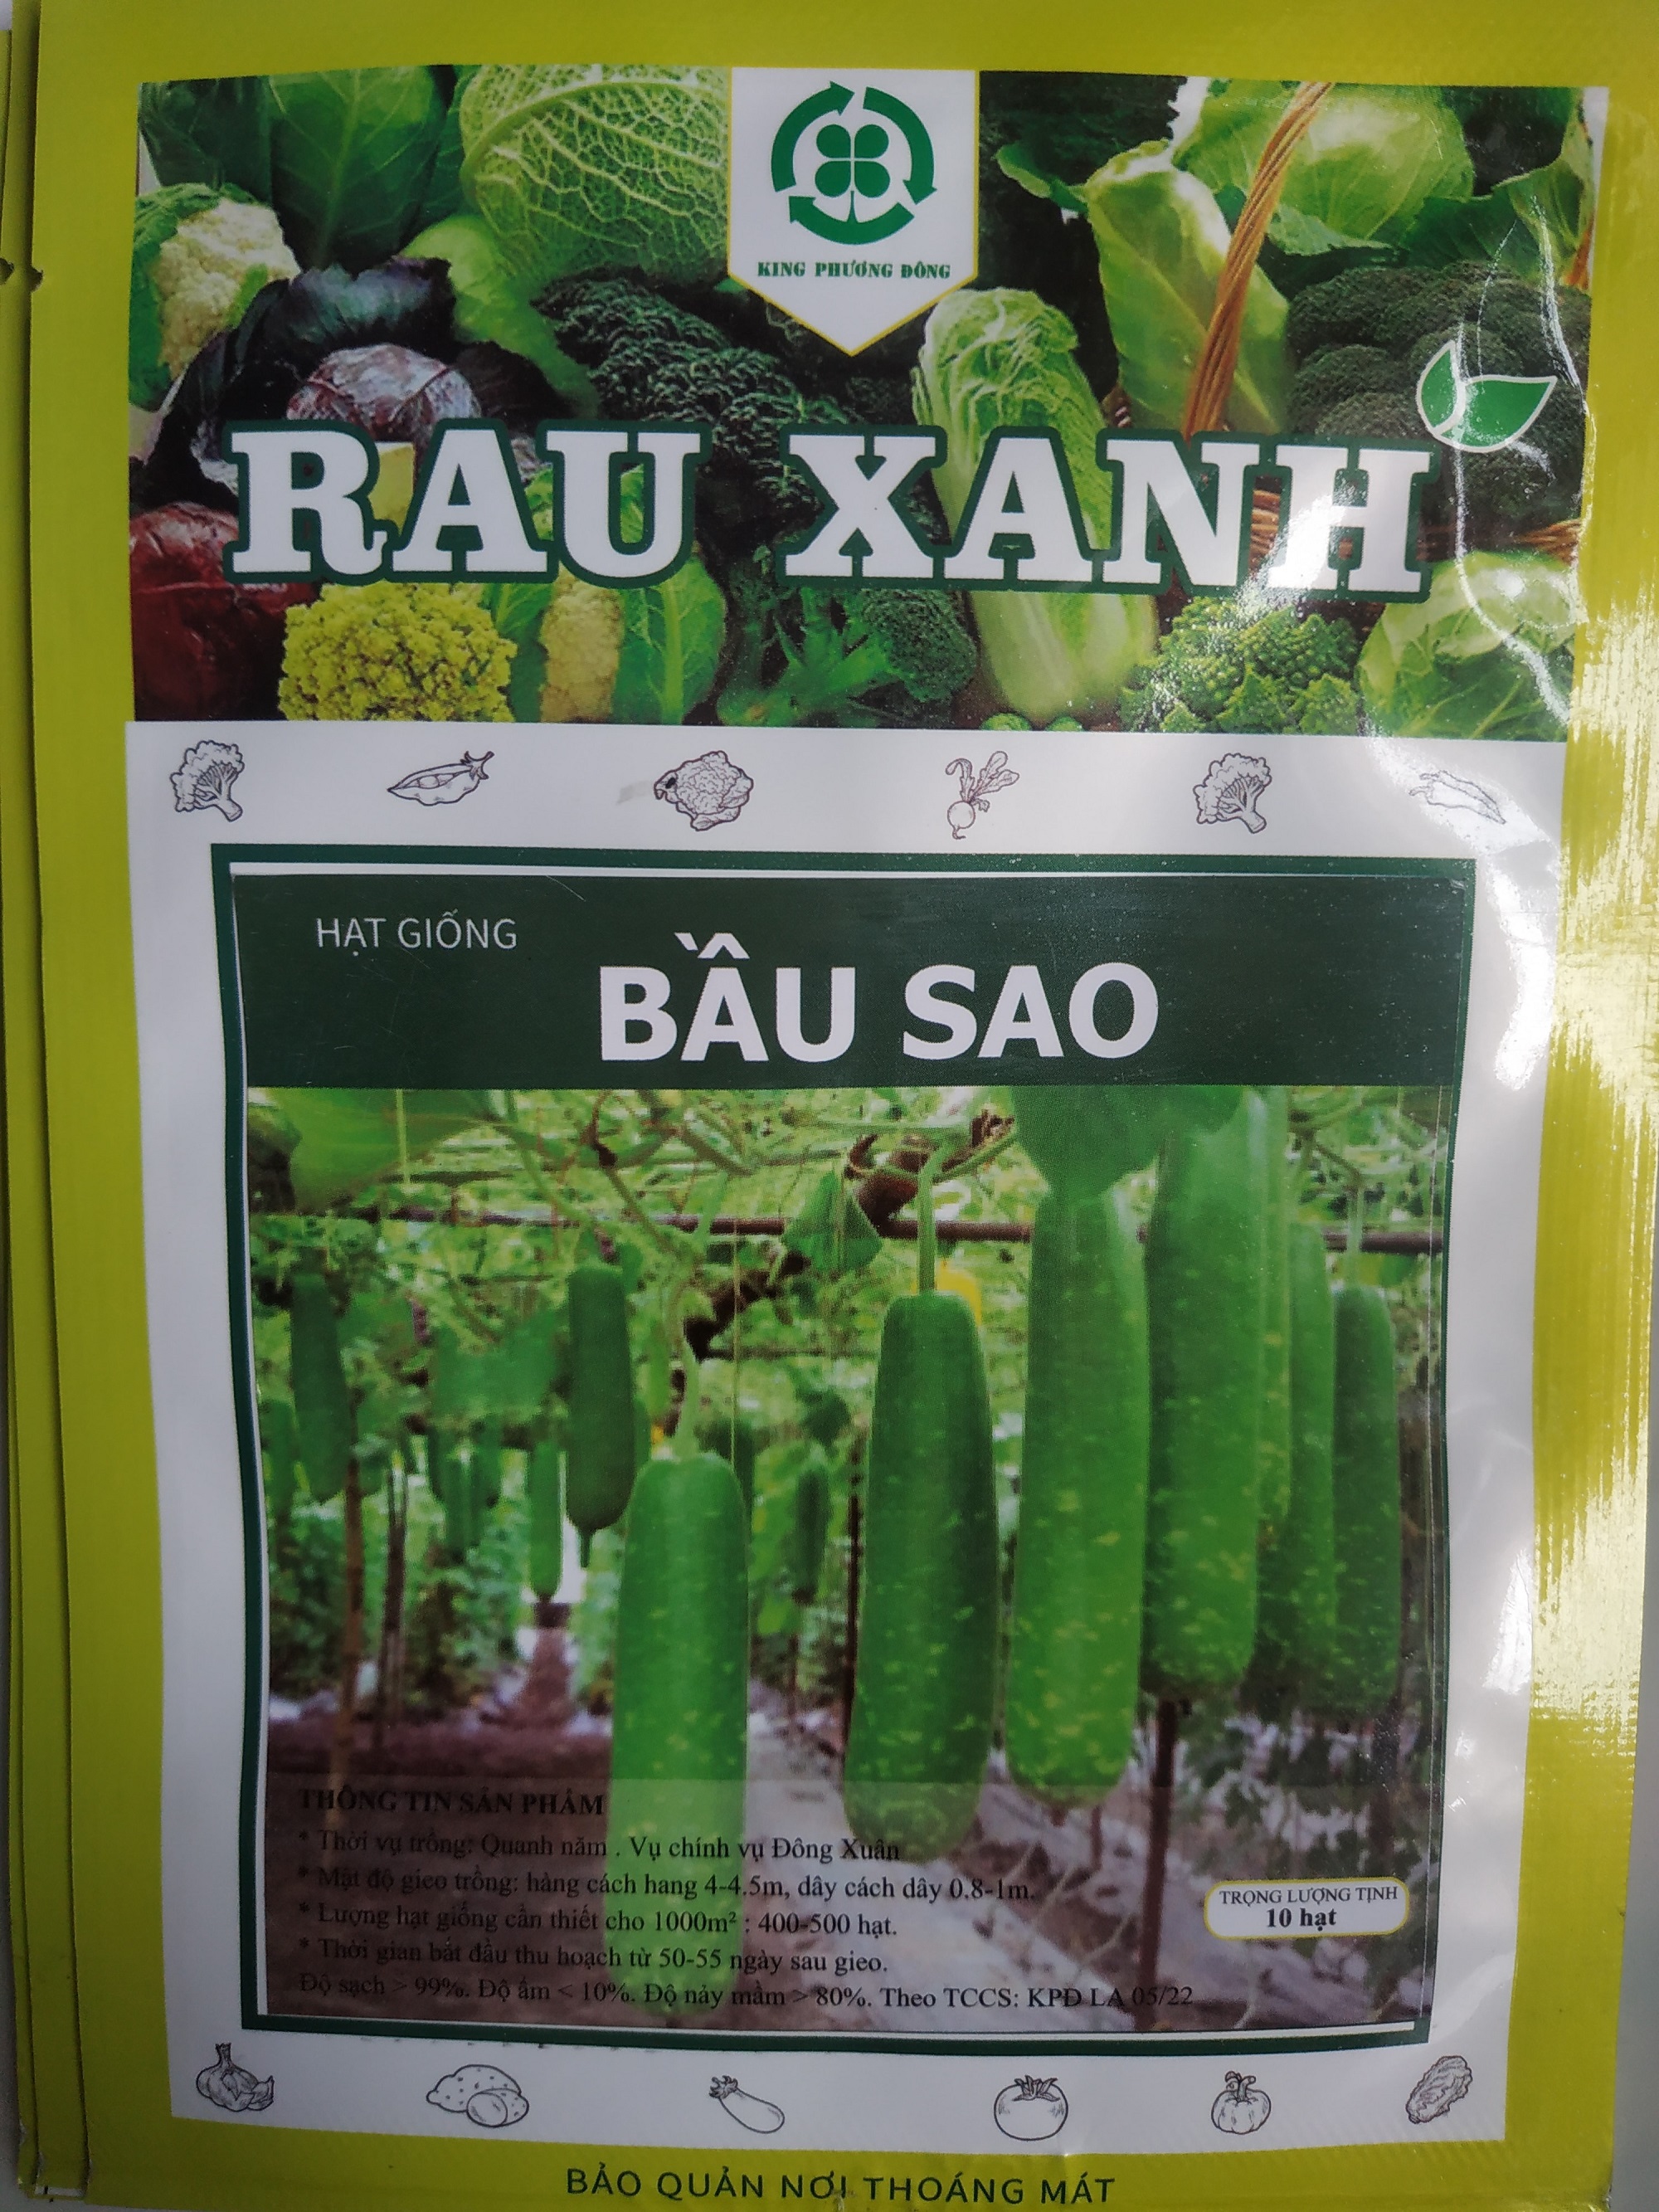 KING PHƯƠNG ĐÔNG
RAU XANH
HẠT GIỐNG
BẦU SAO
THÔNG TIN SẢN PHẨM
* Thời vụ trồng: Quanh năm . Vụ chính vụ Đông Xuân
* Mật độ gieo trồng: hàng cách hang 4-4.5m, dây cách dây 0.8-1m.
* Lượng hạt giống cần thiết cho 1000m² : 400-500 hạt.
* Thời gian bắt đầu thu hoạch từ 50-55 ngày sau gieo.
Độ sạch > 99%. Độ ẩm < 10%. Độ nảy mầm > 80%. Theo TCCS: KPĐ LA 05/22
TRỌNG LƯỢNG TỊNH
10 hạt
BẢO QUẢN NƠI THOÁNG MÁT